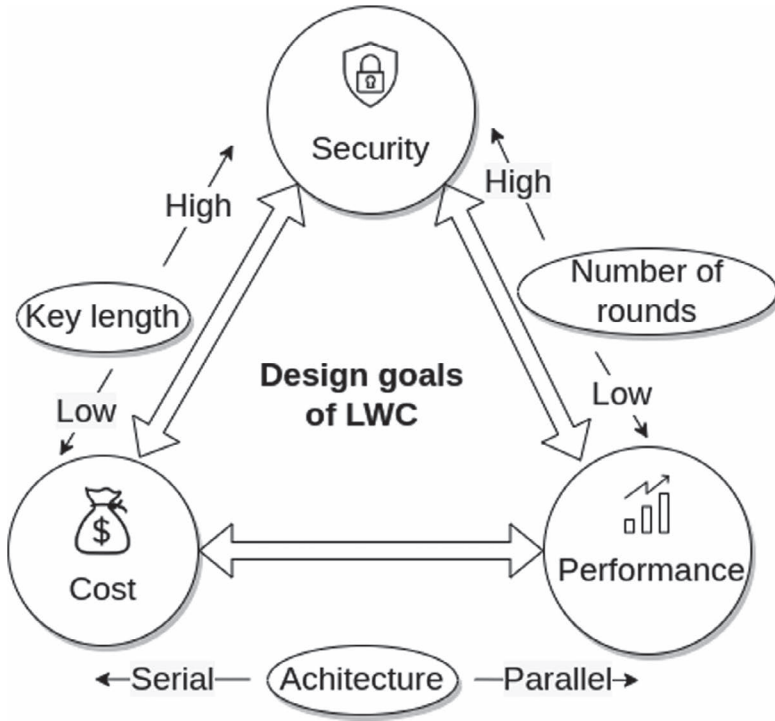 Security
High
High
Key length
Number of
rounds
Design goals
of LWC
Low
Low
$
Cost
Performance
Serial
Achitecture
Parallel